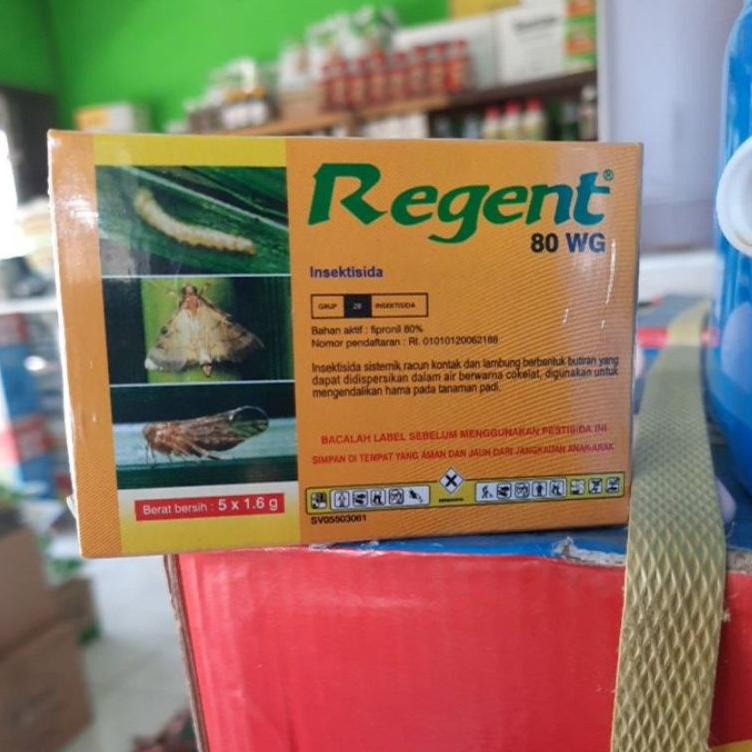 Regent®
80 WG
Insektisida
GRUP 2B INSEKTISIDA
Bahan aktif : fipronil 80%
Nomor pendaftaran : RI. 01010120062188
Insektisida sistemik racun kontak dan lambung berbentuk butiran yang
dapat didispersikan dalam air berwarna cokelat, digunakan untuk
mengendalikan hama pada tanaman padi.
BACALAH LABEL SEBELUM MENGGUNAKAN PESTISIDA INI
SIMPAN DI TEMPAT YANG AMAN DAN JAUH DARI JANGKAUAN ANAK-ANAK
Berat bersih : 5 x 1.6 g
SV05503061